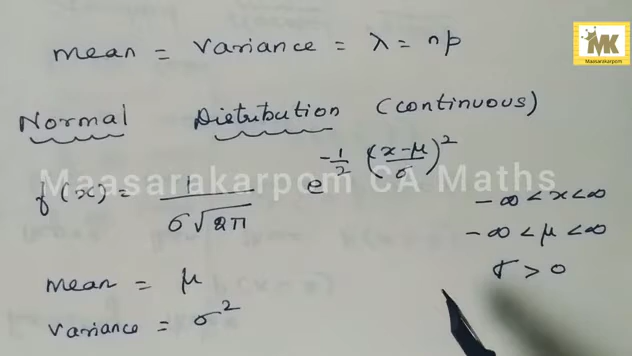 mean = variance = λ = np
MK
Maasarakarpom
Normal Distribution (continuous)
f(x) = 1/(σ√2π) e^(-1/2 ((x-μ)/σ)^2)
Maasarakarpom CA Maths
-∞ < x < ∞
-∞ < μ < ∞
σ > 0
mean = μ
variance = σ²